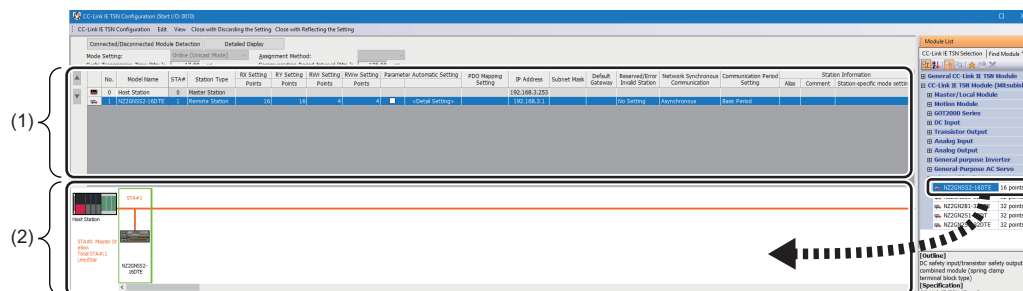 CC-Link IE TSN Configuration (Start I/O: 0010)
CC-Link IE TSN Configuration Edit View Close with Discarding the Setting Close with Reflecting the Setting
Connected/Disconnected Module Detection Detailed Display
Mode Setting: Online (Unicast Mode) Assignment Method:
No. Model Name STA# Station Type RX Setting RY Setting RWr Setting RWw Setting Parameter Automatic Setting PDO Mapping Setting IP Address Subnet Mask Default Gateway Reserved/Error Invalid Station Network Synchronous Communication Communication Period Setting Station Information
Points Points Points Points Alias Comment Station-specific mode settin
0 Host Station 0 Master Station 192.168.3.253
1 NZ2GNSS2-16DTE 1 Remote Station 16 16 4 4 <Detail Setting> 192.168.3.1 No Setting Asynchronous Basic Period
(1)
(2)
STA#1
Host Station
STA#0 Master St
ation
Total STA#:1
Line/Star
NZ2GNSS2-
16DTE
Module List
CC-Link IE TSN Selection Find Module
General CC-Link IE TSN Module
CC-Link IE TSN Module (Mitsubish
Master/Local Module
Motion Module
GOT2000 Series
DC Input
Transistor Output
Analog Input
Analog Output
General purpose Inverter
General-Purpose AC Servo
NZ2GNSS2-16DTE 16 points
32 points
32 points
32 points
[Outline]
DC safety input/transistor safety output
combined module (spring clamp
terminal block type)
[Specification]